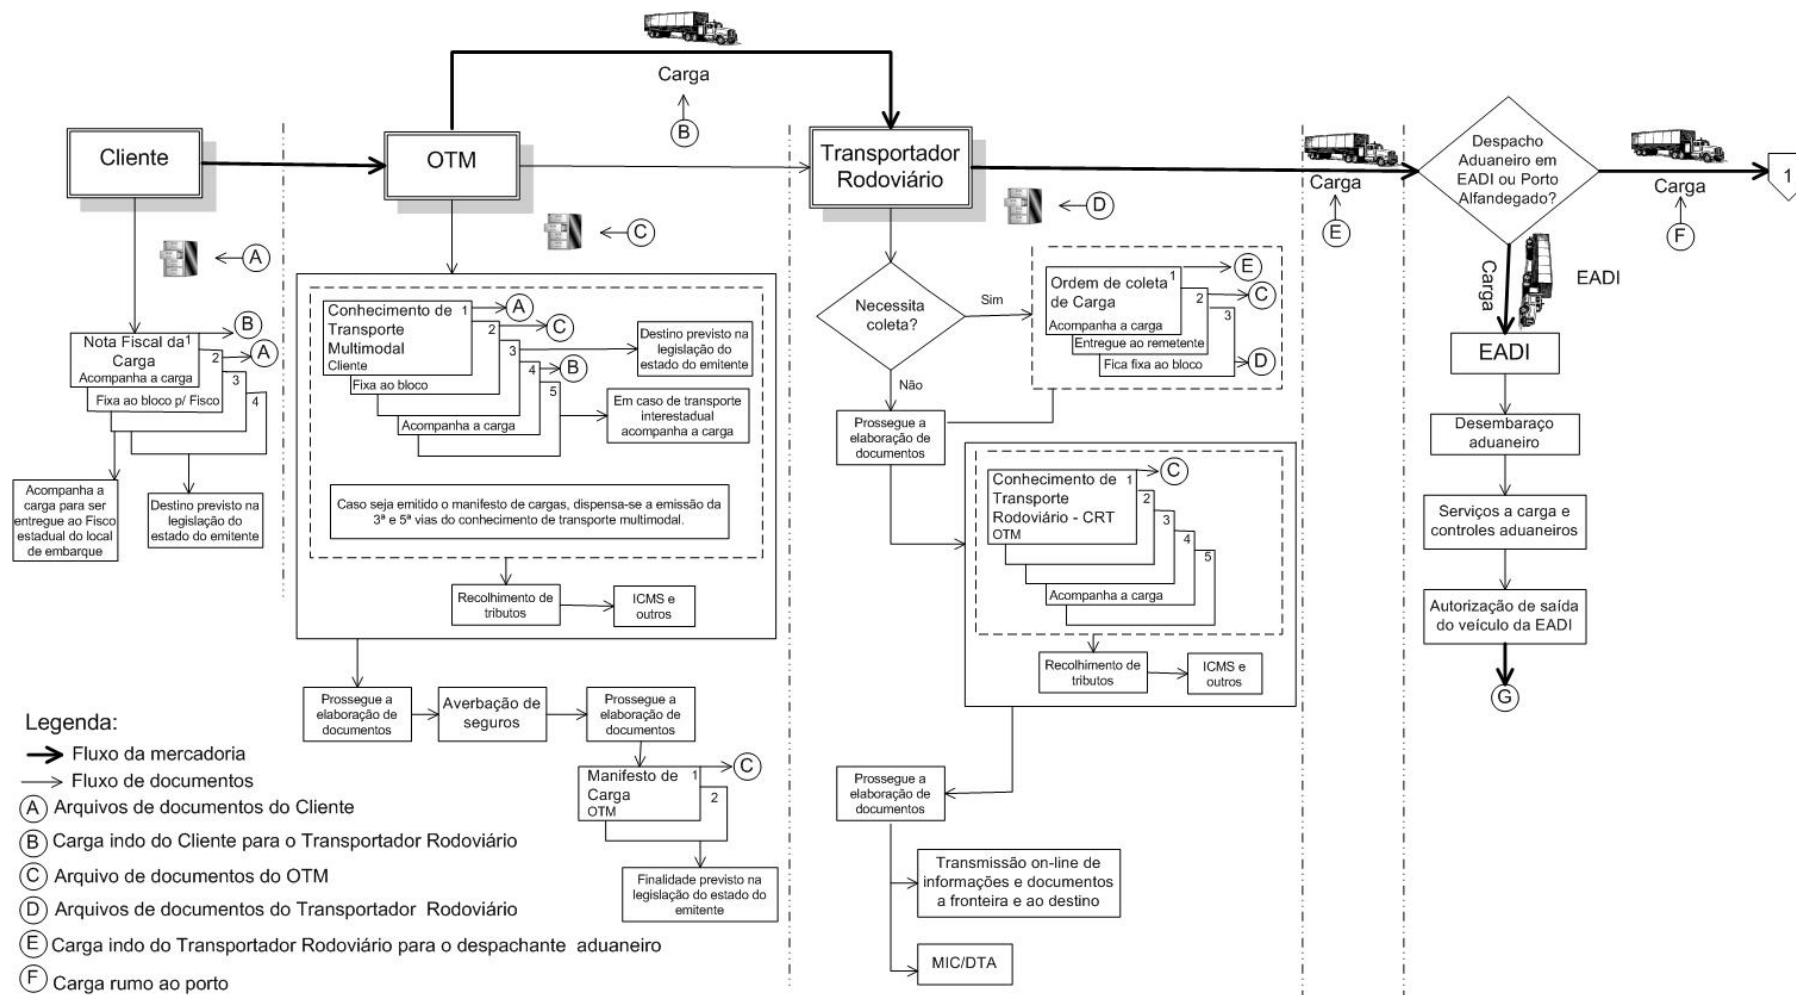 Carga
B
Cliente
OTM
Transportador
Rodoviário
Carga
E
Despacho
Aduaneiro em
EADI ou Porto
Alfandegado?
Carga
F
1
A
C
D
Carga
EADI
Nota Fiscal da
Carga
Acompanha a carga
1
B
2
A
Fixa ao bloco p/ Fisco
3
4
Acompanha a
carga para ser
entregue ao Fisco
estadual do local
de embarque
Destino previsto na
legislação do
estado do emitente
Conhecimento de
Transporte
Multimodal
Cliente
1
A
2
C
Fixa ao bloco
3
4
B
Acompanha a carga
5
Destino previsto na
legislação do
estado do emitente
Em caso de transporte
interestadual
acompanha a carga
Caso seja emitido o manifesto de cargas, dispensa-se a emissão da
3ª e 5ª vias do conhecimento de transporte multimodal.
Recolhimento de
tributos
ICMS e
outros
Prossegue a
elaboração de
documentos
Averbação de
seguros
Prossegue a
elaboração de
documentos
Manifesto de
Carga
OTM
1
C
2
Finalidade previsto na
legislação do estado do
emitente
Necessita
coleta?
Sim
Não
Ordem de coleta
de Carga
Acompanha a carga
1
E
2
C
Entregue ao remetente
3
Fica fixa ao bloco
D
Prossegue a
elaboração de
documentos
Conhecimento de
Transporte
Rodoviário - CRT
OTM
1
C
2
3
4
Acompanha a carga
5
Recolhimento de
tributos
ICMS e
outros
Prossegue a
elaboração de
documentos
Transmissão on-line de
informações e documentos
a fronteira e ao destino
MIC/DTA
EADI
Desembaraço
aduaneiro
Serviços a carga e
controles aduaneiros
Autorização de saída
do veículo da EADI
G
Legenda:
Fluxo da mercadoria
Fluxo de documentos
A Arquivos de documentos do Cliente
B Carga indo do Cliente para o Transportador Rodoviário
C Arquivo de documentos do OTM
D Arquivos de documentos do Transportador Rodoviário
E Carga indo do Transportador Rodoviário para o despachante aduaneiro
F Carga rumo ao porto